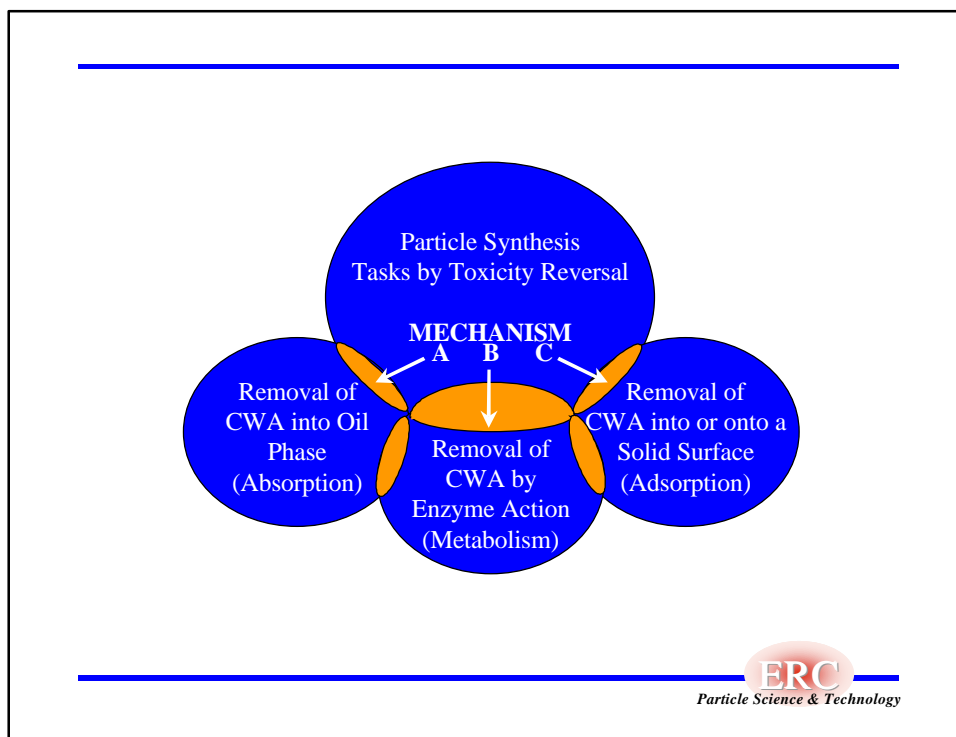 Particle Synthesis
Tasks by Toxicity Reversal
MECHANISM
A B C
Removal of
CWA into Oil
Phase
(Absorption)
Removal of
CWA by
Enzyme Action
(Metabolism)
Removal of
CWA into or onto a
Solid Surface
(Adsorption)
ERC
Particle Science & Technology